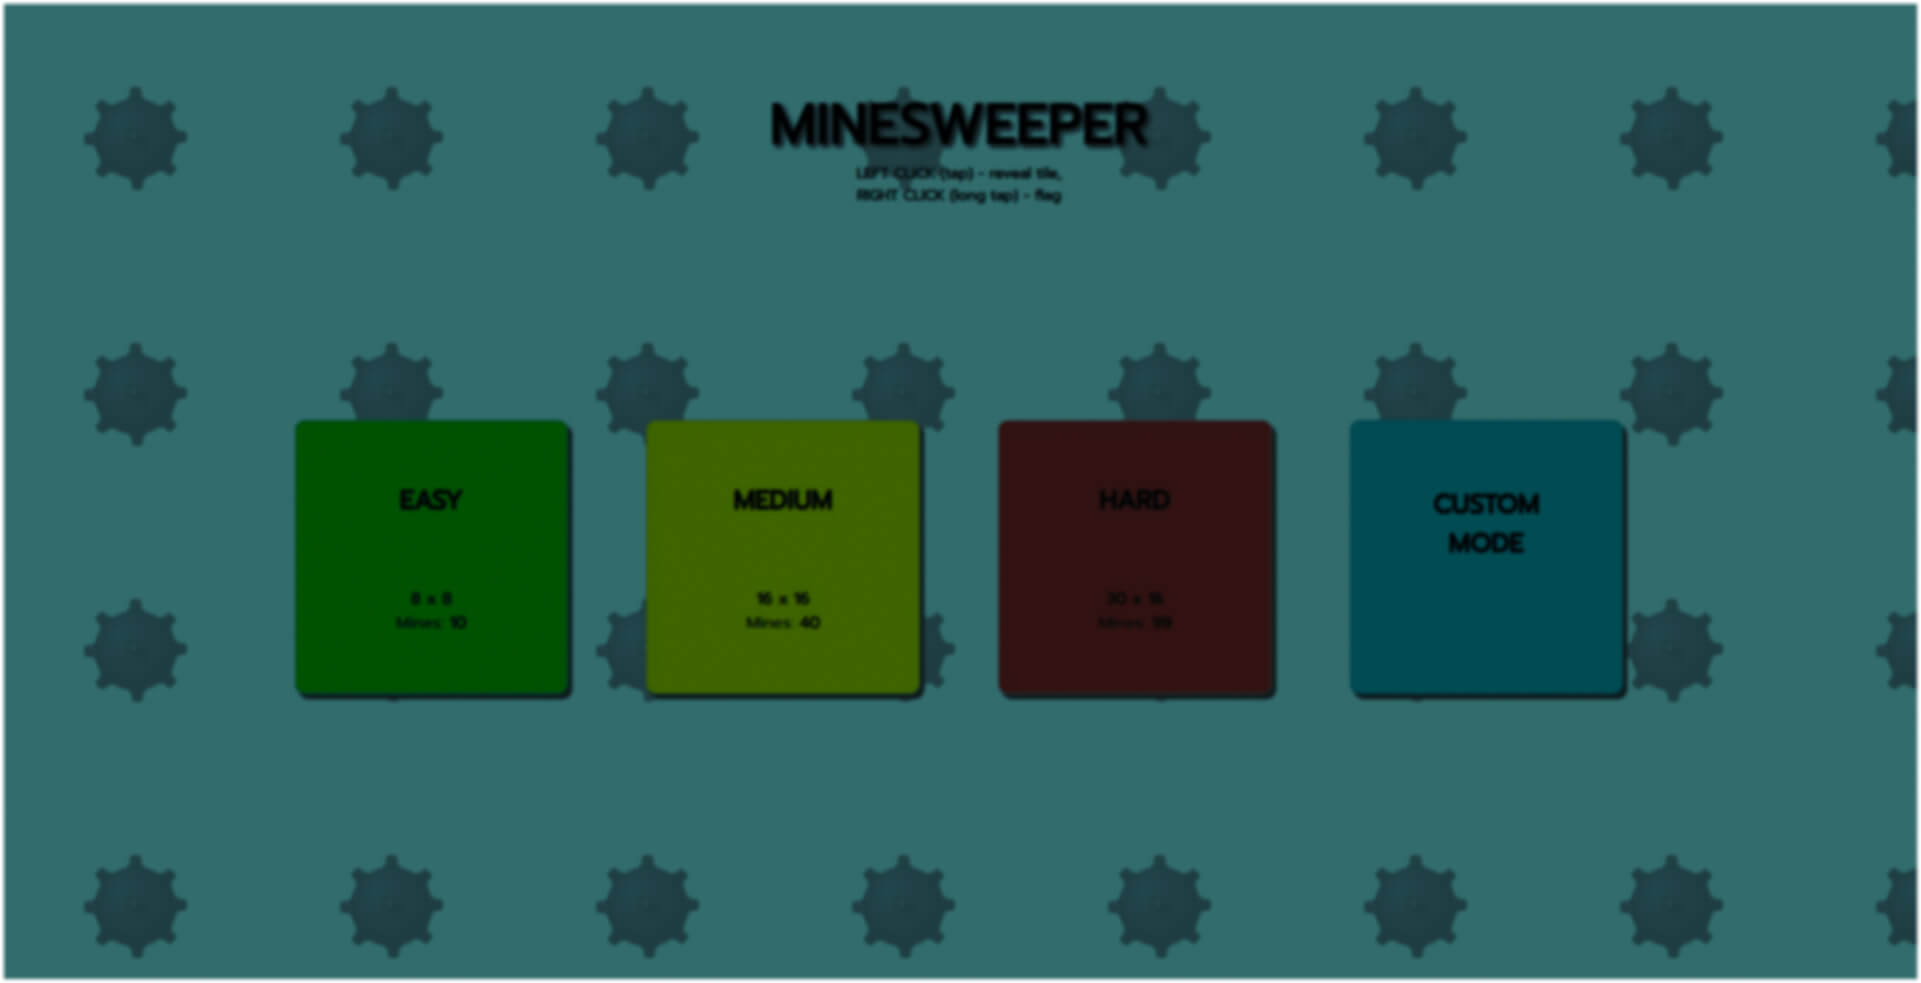 MINESWEEPER
LEFT CLICK (tap) - reveal tile,
RIGHT CLICK (long tap) - flag
EASY
8 x 8
Mines: 10
MEDIUM
16 x 16
Mines: 40
HARD
30 x 16
Mines: 99
CUSTOM
MODE